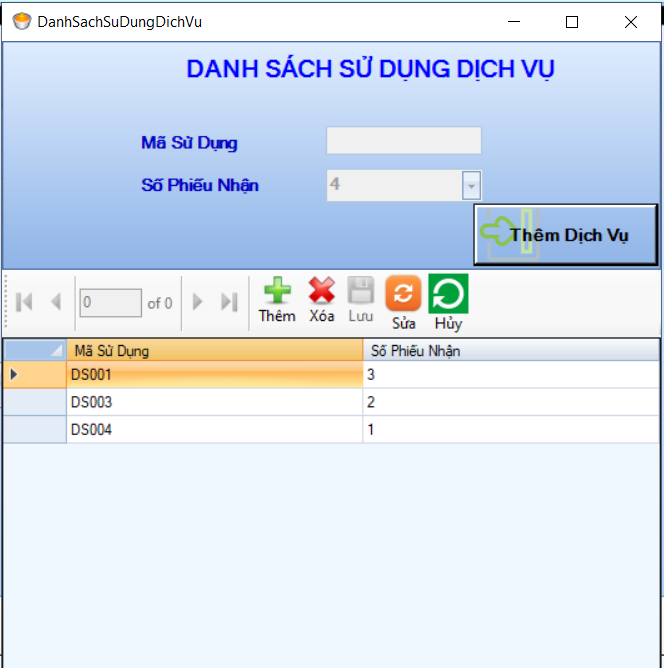 DanhSachSuDungDichVu
DANH SÁCH SỬ DỤNG DỊCH VỤ
Mã Sử Dụng
Số Phiếu Nhận 4
Thêm Dịch Vụ
0 of 0 Thêm Xóa Lưu Sửa Hủy
Mã Sử Dụng Số Phiếu Nhận
DS001 3
DS003 2
DS004 1